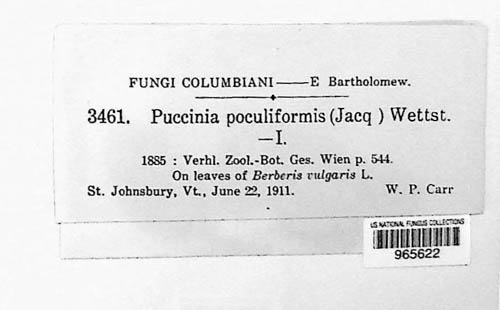 FUNGI COLUMBIANI——E Bartholomew.
3461. Puccinia poculiformis (Jacq ) Wettst.
—I.
1885 : Verhl. Zool.-Bot. Ges. Wien p. 544.
On leaves of Berberis vulgaris L.
St. Johnsbury, Vt., June 22, 1911. W. P. Carr
US NATIONAL FUNGUS COLLECTIONS
965622